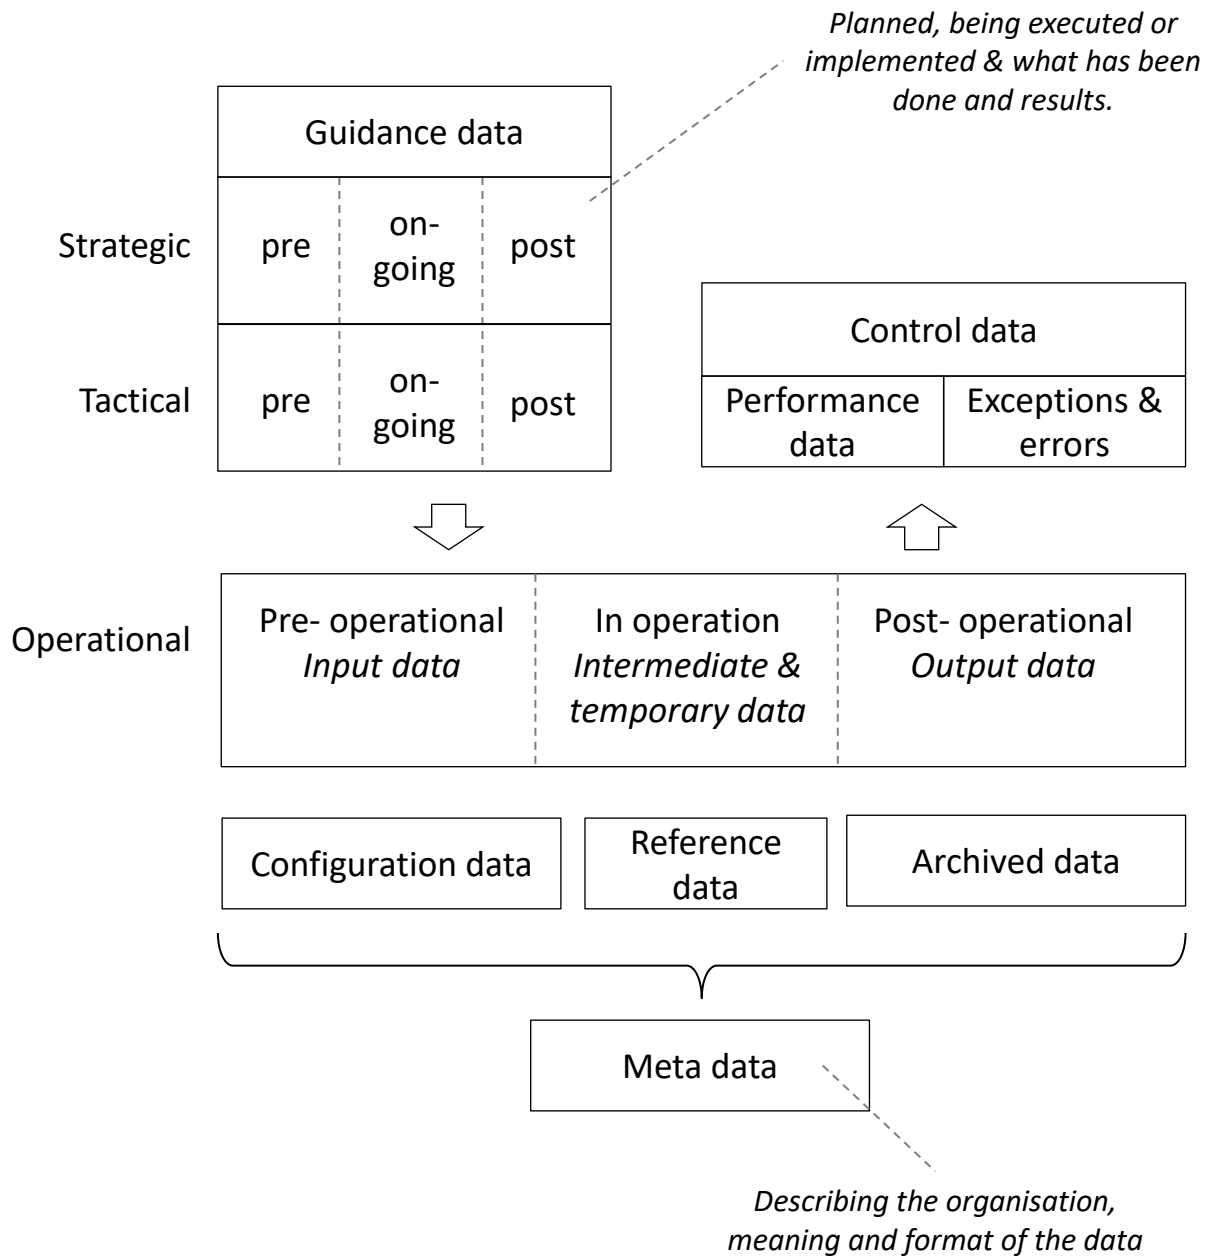 Planned, being executed or
implemented & what has been
done and results.
Guidance data
Strategic
pre
on-
going
post
Tactical
pre
on-
going
post
Control data
Performance
data
Exceptions &
errors
Operational
Pre- operational
Input data
In operation
Intermediate &
temporary data
Post- operational
Output data
Configuration data
Reference
data
Archived data
Meta data
Describing the organisation,
meaning and format of the data